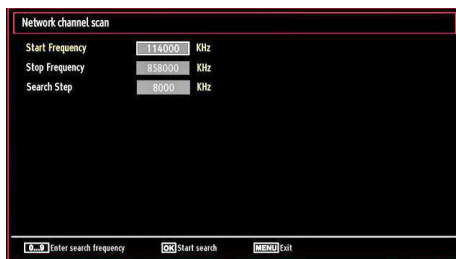 Network channel scan
Start Frequency 114000 KHz
Stop Frequency 858000 KHz
Search Step 8000 KHz
0...9 Enter search frequency OK Start search MENU Exit